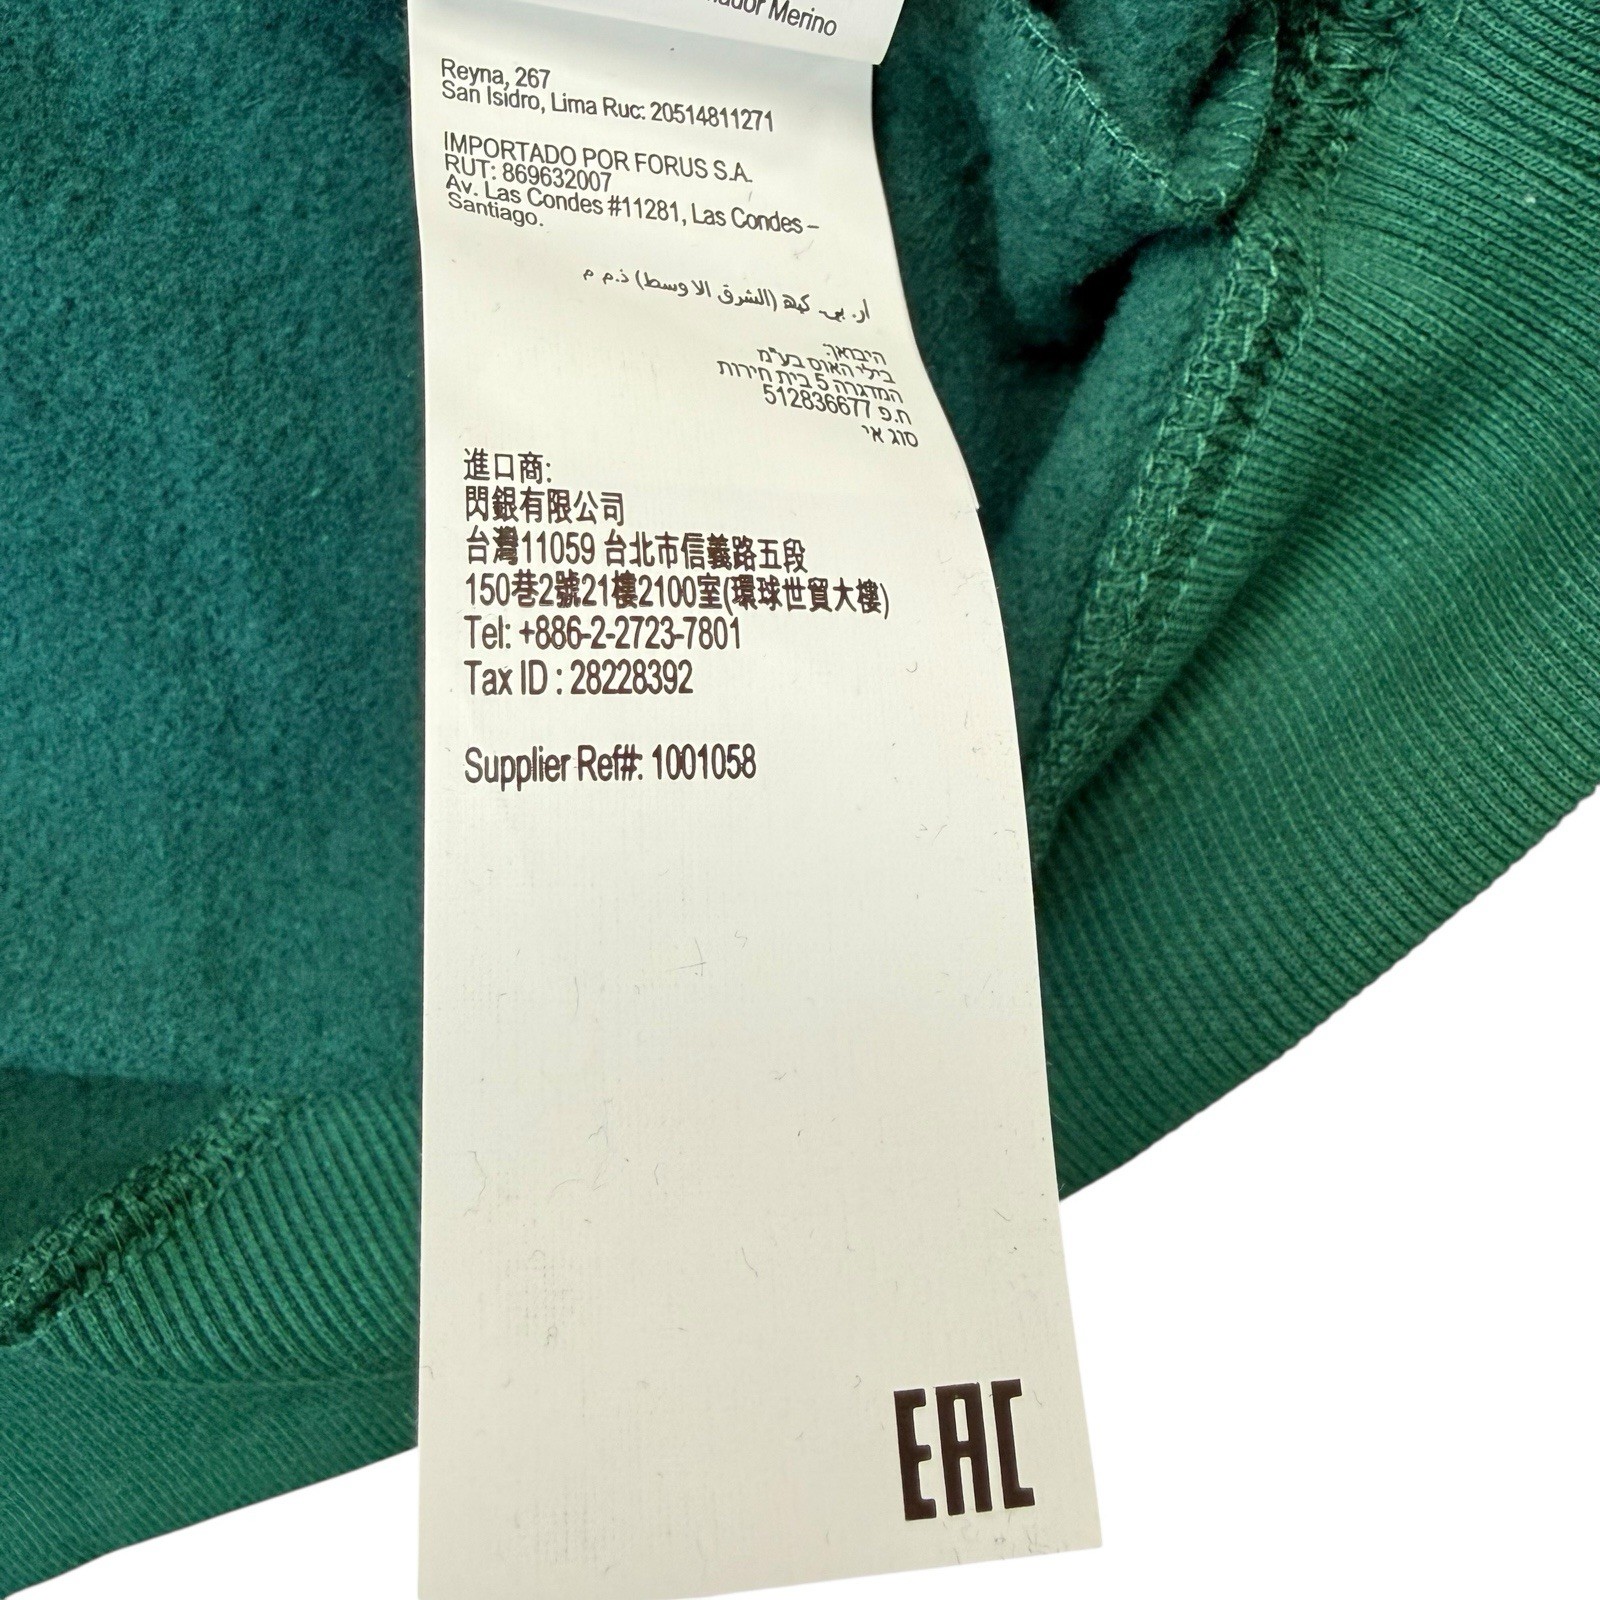 Merino
Reyna, 267
San Isidro, Lima Ruc: 20514811271
IMPORTADO POR FORUS S.A.
RUT: 869632007
Av. Las Condes #11281, Las Condes –
Santiago.
(الشرق الاوسط) ذ.م م
היבואן:
בילי האוס בע"מ
המדגרה 5 בית חירות
ח.פ 512836677
סוג אי
進口商:
閃銀有限公司
台灣11059 台北市信義路五段
150巷2號21樓2100室(環球世貿大樓)
Tel: +886-2-2723-7801
Tax ID : 28228392
Supplier Ref#: 1001058
EAC